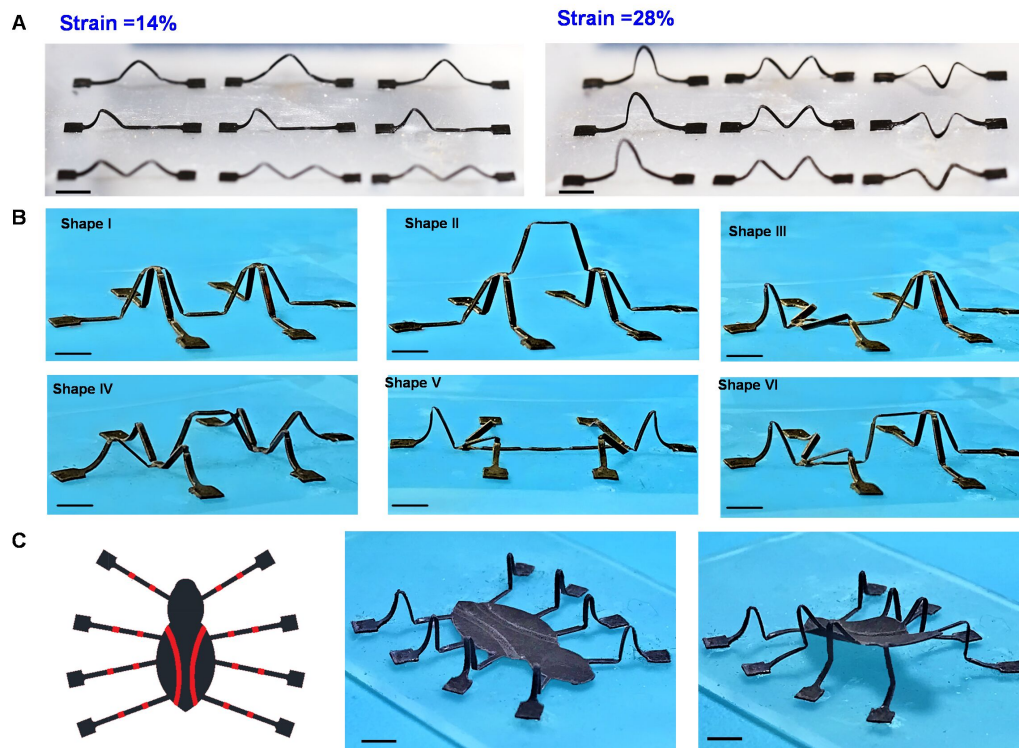 A
Strain =14%
Strain =28%
B
Shape I
Shape II
Shape III
Shape IV
Shape V
Shape VI
C